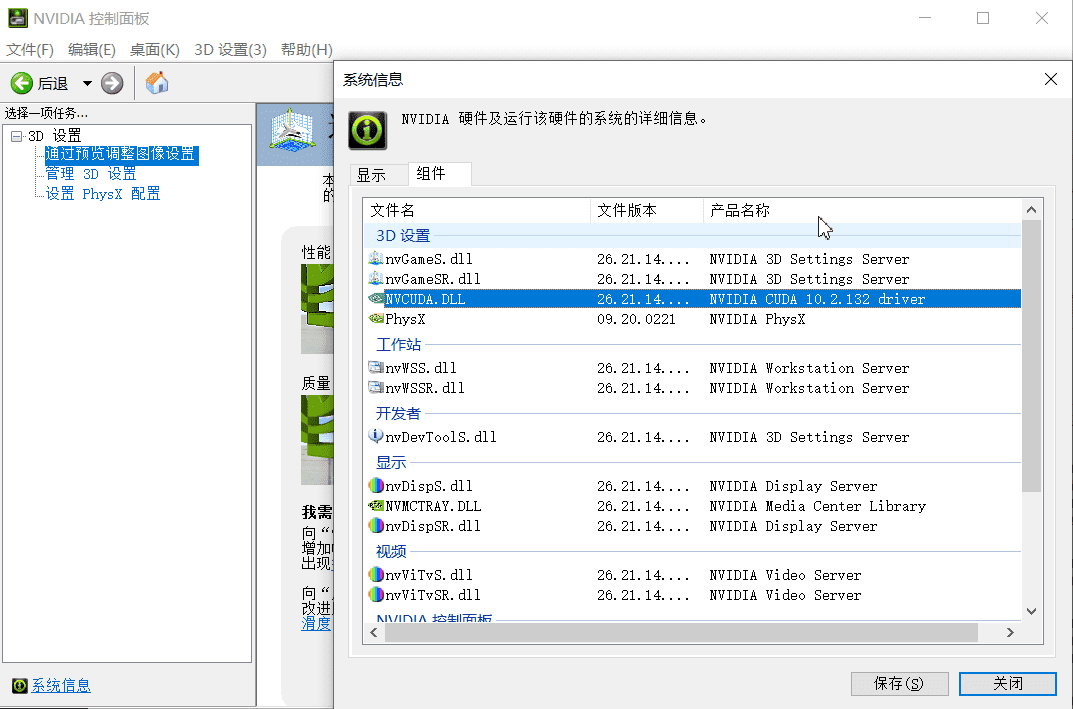 NVIDIA 控制面板
文件(F) 编辑(E) 桌面(K) 3D 设置(3) 帮助(H)
后退
选择一项任务...
3D 设置
通过预览调整图像设置
管理 3D 设置
设置 PhysX 配置
系统信息
本
的
性能
质量
我需
向“
增加
出现
向“
改进
滑度
系统信息
NVIDIA 硬件及运行该硬件的系统的详细信息。
显示 组件
文件名 文件版本 产品名称
3D 设置
nvGameS.dll 26.21.14.... NVIDIA 3D Settings Server
nvGameSR.dll 26.21.14.... NVIDIA 3D Settings Server
NVCUDA.DLL 26.21.14.... NVIDIA CUDA 10.2.132 driver
PhysX 09.20.0221 NVIDIA PhysX
工作站
nvWSS.dll 26.21.14.... NVIDIA Workstation Server
nvWSSR.dll 26.21.14.... NVIDIA Workstation Server
开发者
nvDevToolS.dll 26.21.14.... NVIDIA 3D Settings Server
显示
nvDispS.dll 26.21.14.... NVIDIA Display Server
NVMCTRAY.DLL 26.21.14.... NVIDIA Media Center Library
nvDispSR.dll 26.21.14.... NVIDIA Display Server
视频
nvViTvS.dll 26.21.14.... NVIDIA Video Server
nvViTvSR.dll 26.21.14.... NVIDIA Video Server
NVIDIA 控制面板
保存(S) 关闭